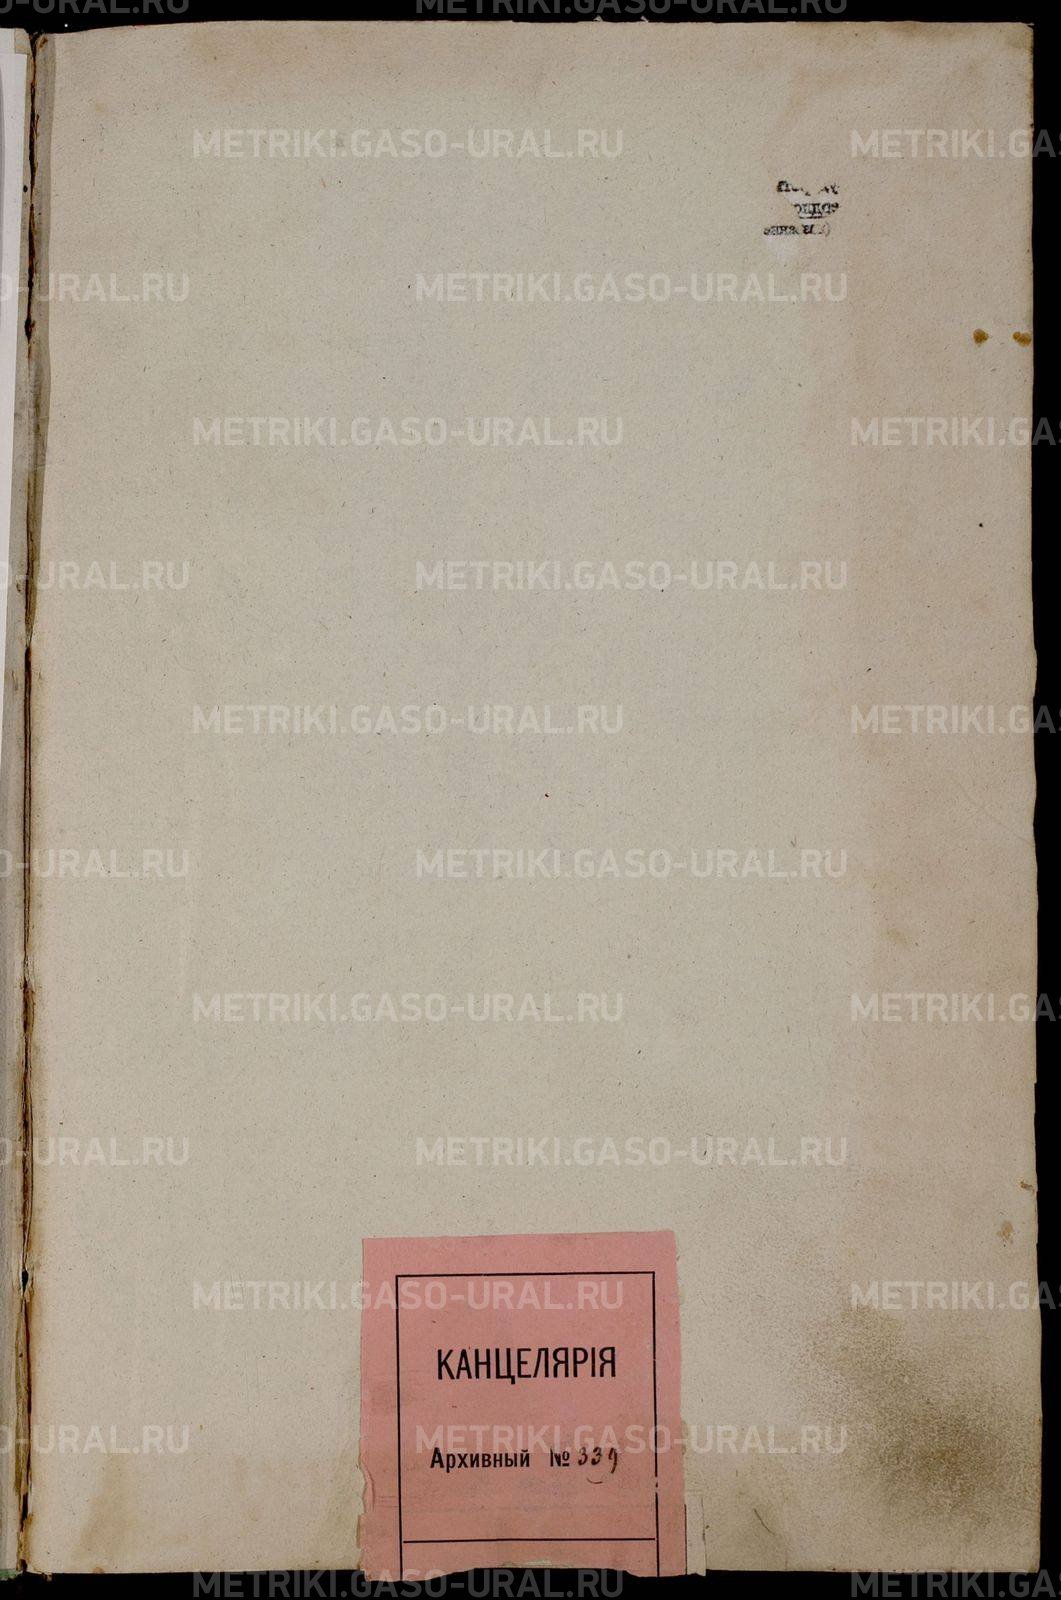 КАНЦЕЛЯРІЯ
Архивный № 339
METRIKI.GASO-URAL.RU